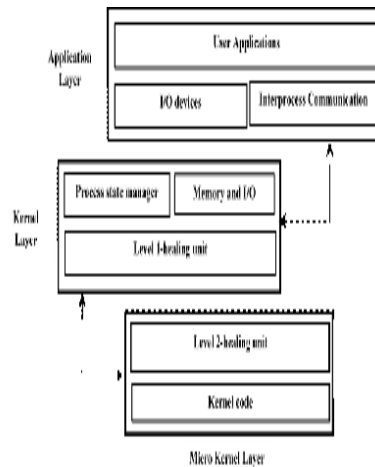 User Applications
Application
Layer
I/O devices
Interprocess Communication
Process state manager
Memory and I/O
Kernel
Layer
Level 1-healing unit
Level 2-healing unit
Kernel code
Micro Kernel Layer